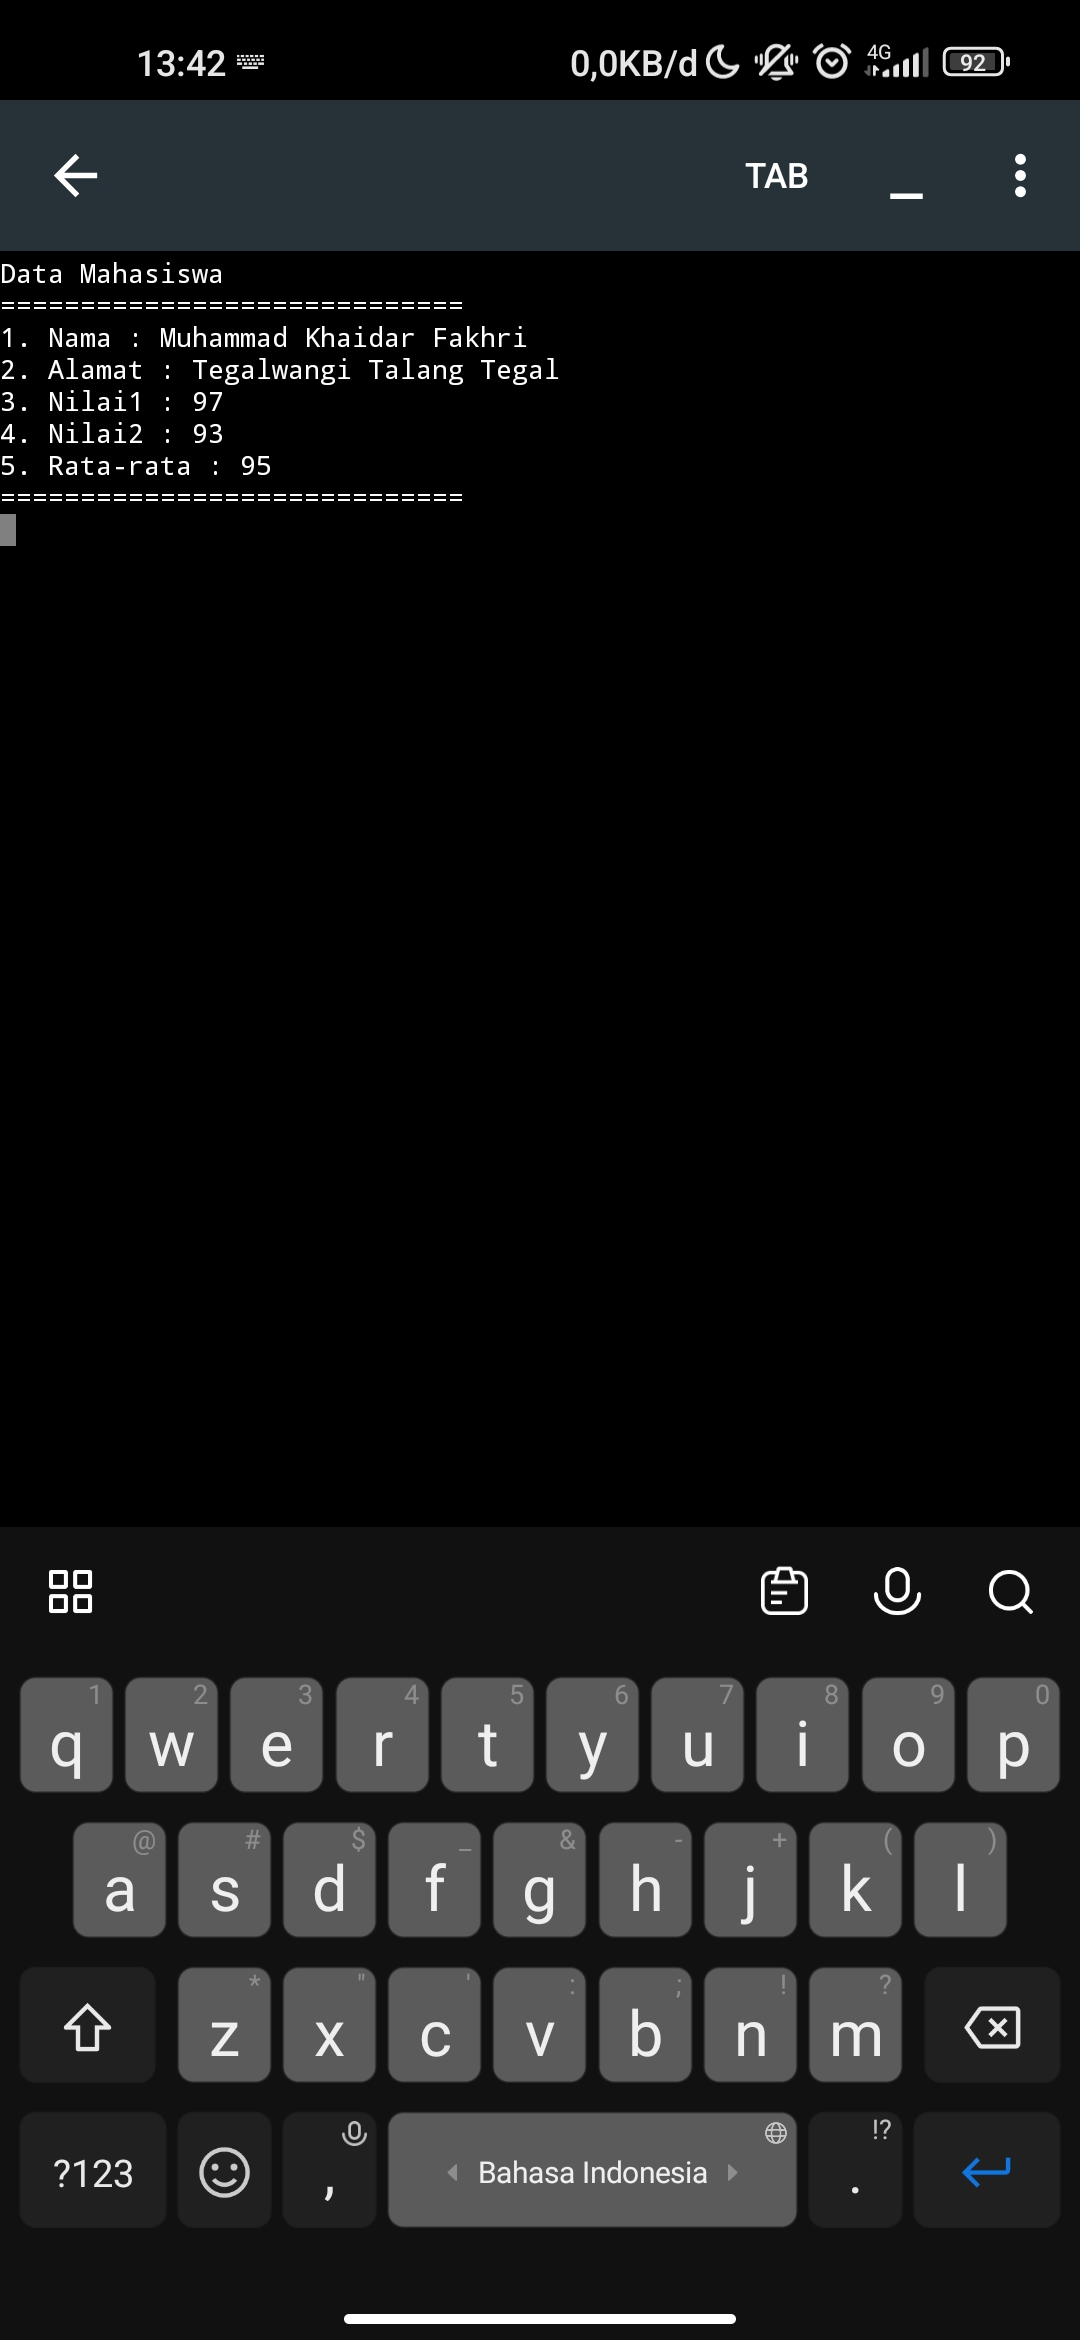 13:42 0,0KB/d 4G 92
TAB _
Data Mahasiswa
=============================
1. Nama : Muhammad Khaidar Fakhri
2. Alamat : Tegalwangi Talang Tegal
3. Nilai1 : 97
4. Nilai2 : 93
5. Rata-rata : 95
=============================
1 2 3 4 5 6 7 8 9 0
q w e r t y u i o p
@ # $ _ & - + ( )
a s d f g h j k l
* " ' : ; ! ?
z x c v b n m
!?
?123 , Bahasa Indonesia .